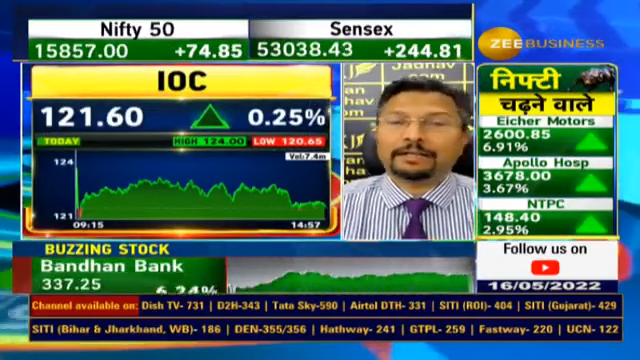 Nifty 50
15857.00 +74.85
Sensex
53038.43 +244.81
ZEE BUSINESS
IOC
121.60 0.25%
TODAY HIGH 124.00 LOW 120.65
Vol:7.4m
124
121
09:15 14:57
Jadhav
.com
निफ्टी
चढ़ने वाले
Eicher Motors
2600.85
6.91%
Apollo Hosp
3678.00
3.67%
NTPC
148.40
2.95%
BUZZING STOCK
Bandhan Bank
337.25 6.24%
Follow us on
16/05/2022
Channel available on: Dish TV- 731 | D2H-343 | Tata Sky-590 | Airtel DTH- 331 | SITI (ROI)- 404 | SITI (Gujarat)- 429
SITI (Bihar & Jharkhand, WB)- 186 | DEN-355/356 | Hathway- 241 | GTPL- 259 | Fastway- 220 | UCN- 122